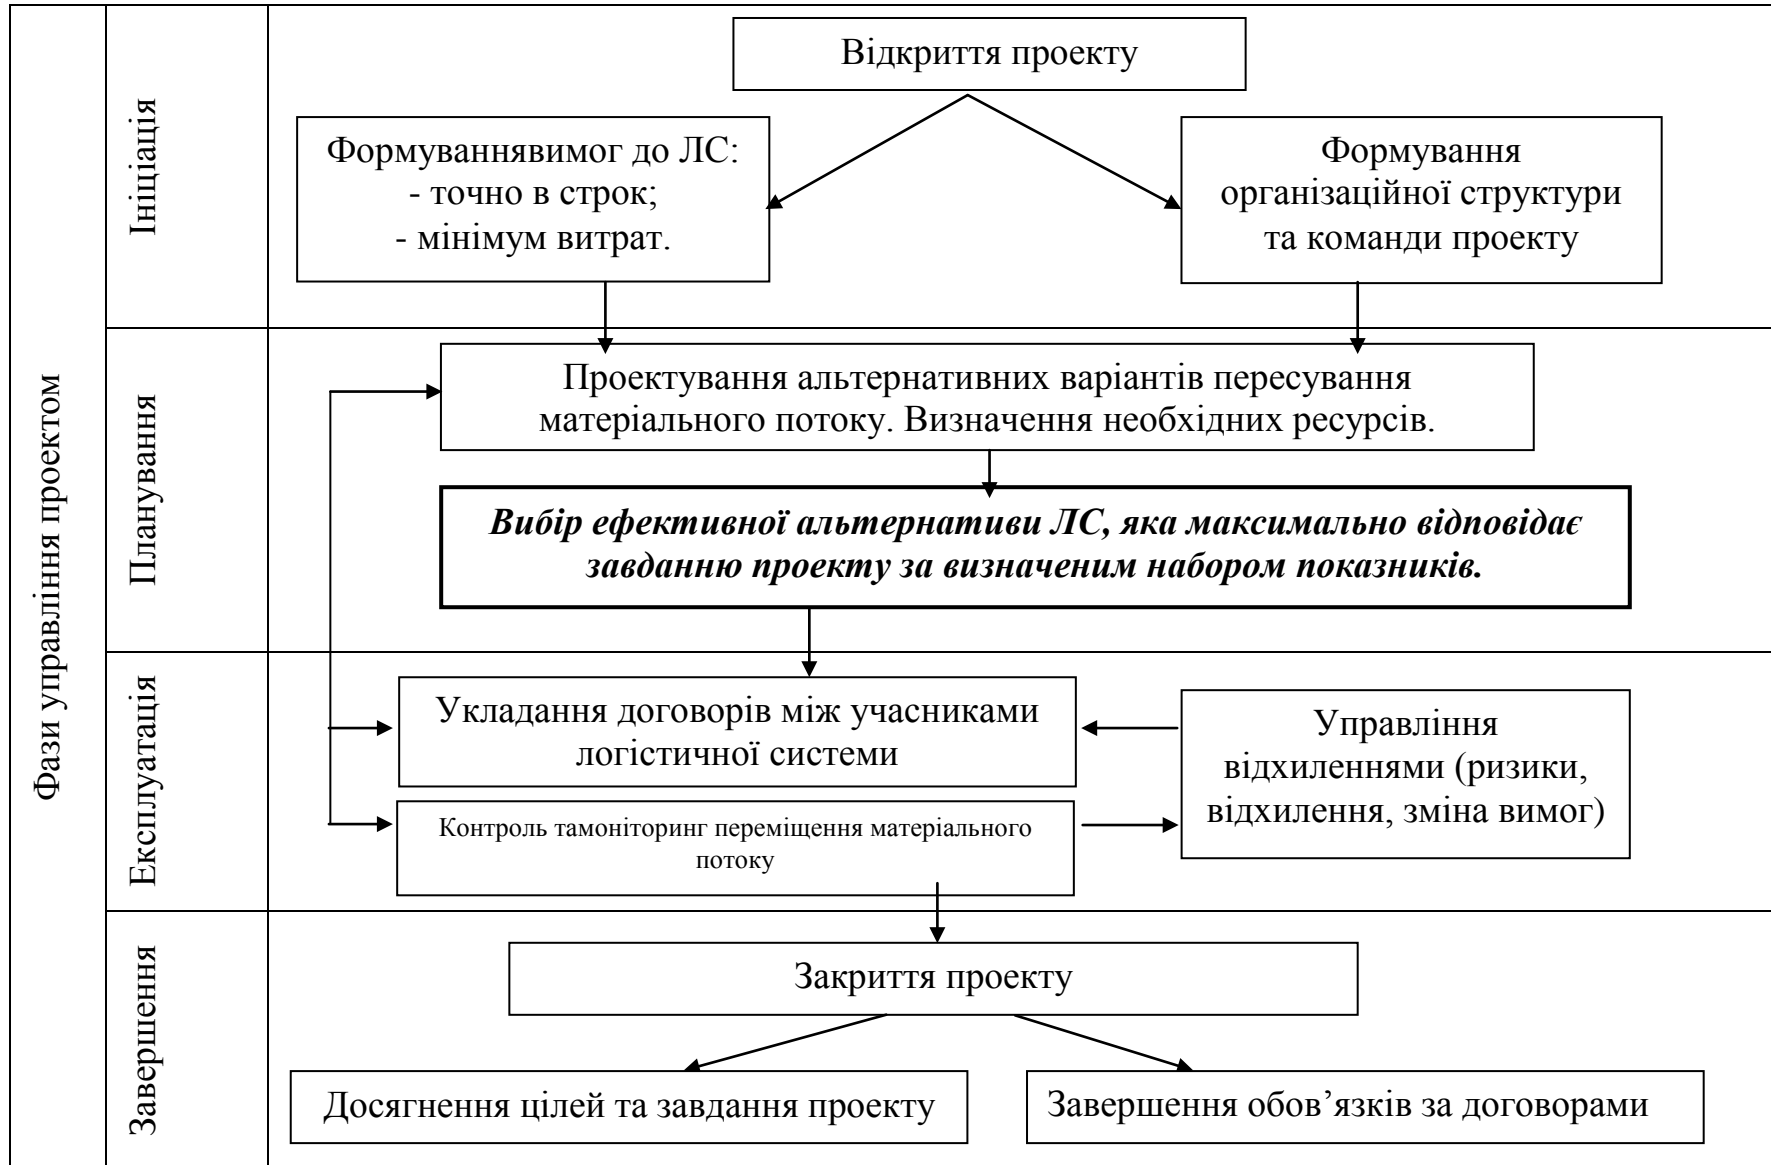 Фази управління проектом
Ініціація
Відкриття проекту
Формуваннявимог до ЛС:
- точно в строк;
- мінімум витрат.
Формування
організаційної структури
та команди проекту
Планування
Проектування альтернативних варіантів пересування
матеріального потоку. Визначення необхідних ресурсів.
Вибір ефективної альтернативи ЛС, яка максимально відповідає
завданню проекту за визначеним набором показників.
Експлуатація
Укладання договорів між учасниками
логістичної системи
Управління
відхиленнями (ризики,
відхилення, зміна вимог)
Контроль тамоніторинг переміщення матеріального
потоку
Завершення
Закриття проекту
Досягнення цілей та завдання проекту
Завершення обов’язків за договорами